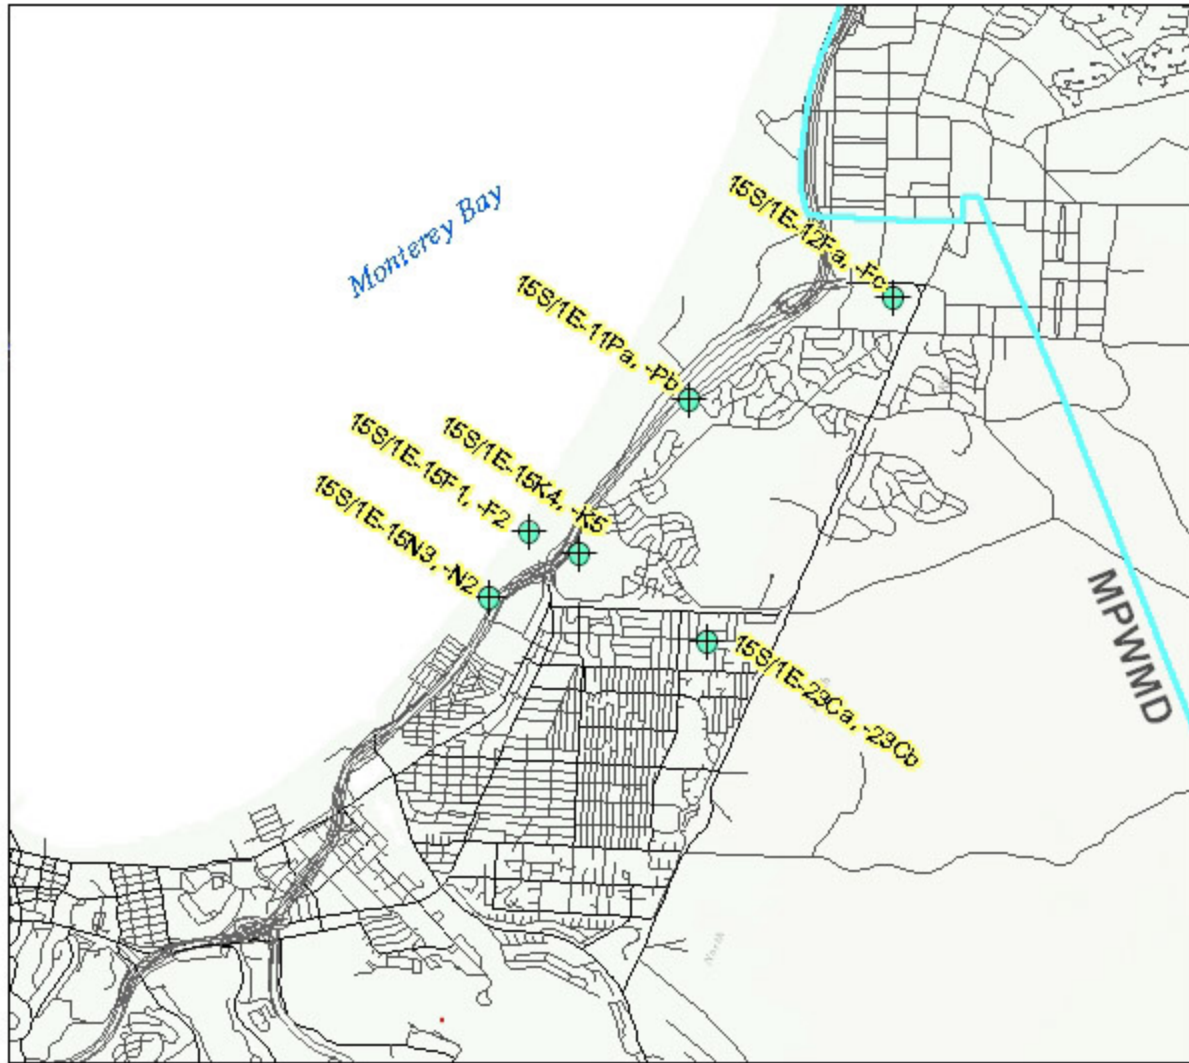 Monterey Bay
15S/1E-12Fa, -Fc
15S/1E-11Pa, -Pb
15S/1E-15K4, -K5
15S/1E-15F1, -F2
15S/1E-15N3, -N2
15S/1E-23Ca, -23Cb
MPWMD
North